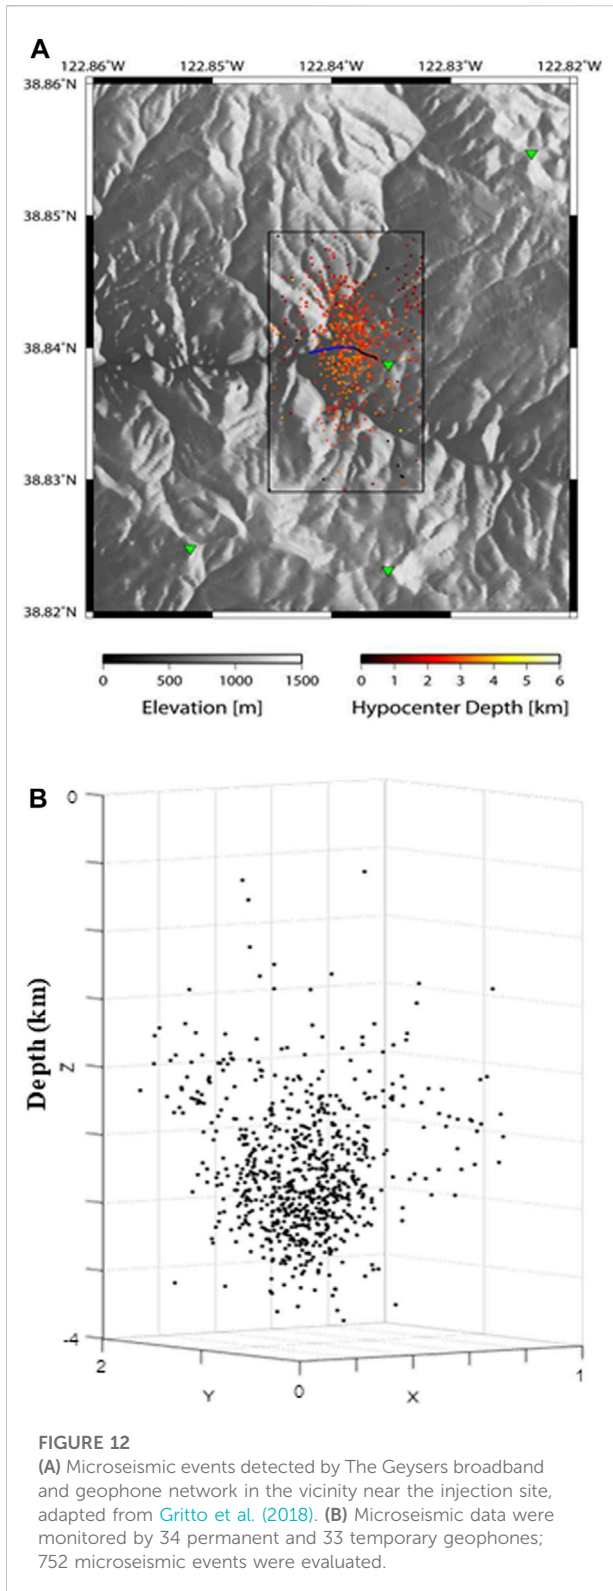 A
122.86°W 122.85°W 122.84°W 122.83°W 122.82°W
38.86°N
38.85°N
38.84°N
38.83°N
38.82°N
0 500 1000 1500
Elevation [m]
0 1 2 3 4 5 6
Hypocenter Depth [km]
B
0
Depth (km)
Z
-4
2
Y
0
X
1
FIGURE 12
(A) Microseismic events detected by The Geysers broadband
and geophone network in the vicinity near the injection site,
adapted from Gritto et al. (2018). (B) Microseismic data were
monitored by 34 permanent and 33 temporary geophones;
752 microseismic events were evaluated.